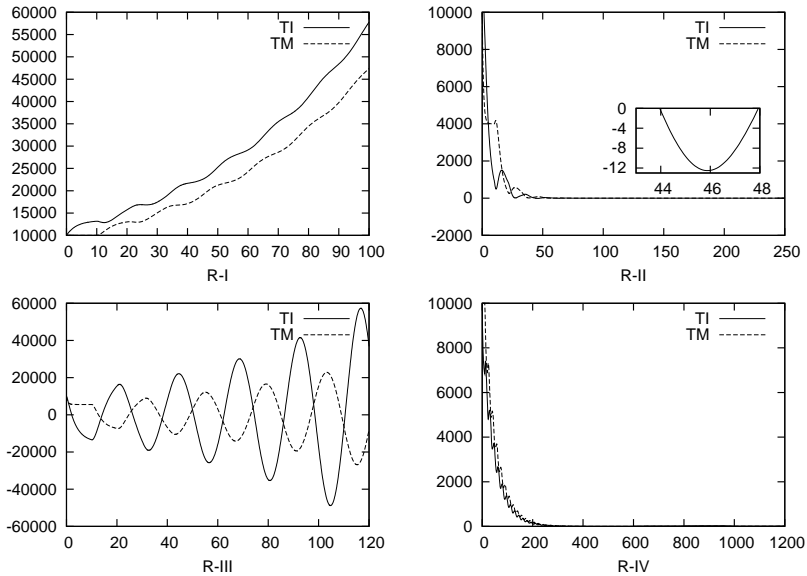 60000
55000
50000
45000
40000
35000
30000
25000
20000
15000
10000
TI
TM
0 10 20 30 40 50 60 70 80 90 100
R-I
10000
8000
6000
4000
2000
0
-2000
TI
TM
0
-4
-8
-12
44 46 48
0 50 100 150 200 250
R-II
60000
40000
20000
0
-20000
-40000
-60000
TI
TM
0 20 40 60 80 100 120
R-III
10000
8000
6000
4000
2000
0
TI
TM
0 200 400 600 800 1000 1200
R-IV